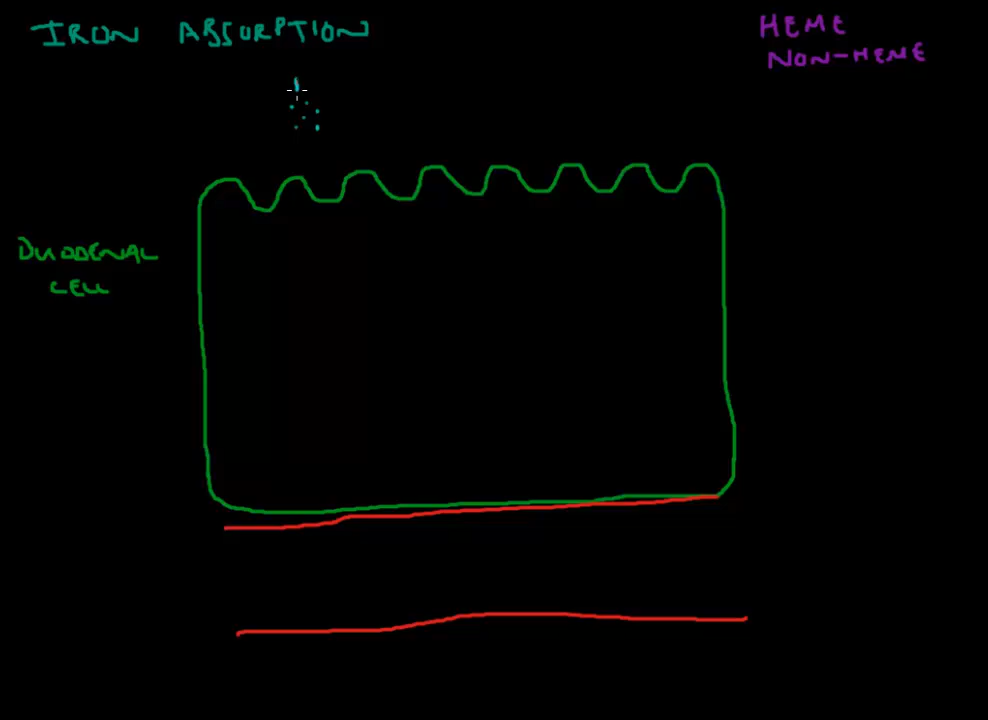 IRON ABSORPTION
HEME
NON-HEME
DUODENAL
CELL